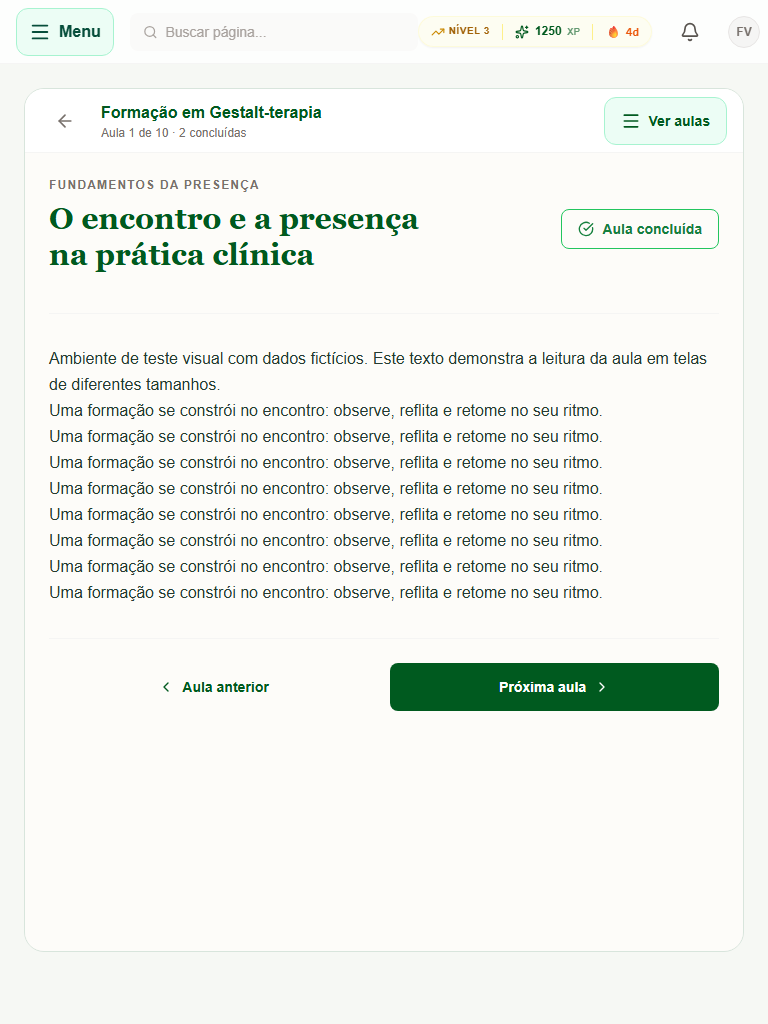 Menu
Buscar página...
NÍVEL 3
1250 XP
4d
FV
Formação em Gestalt-terapia
Aula 1 de 10 · 2 concluídas
Ver aulas
FUNDAMENTOS DA PRESENÇA
O encontro e a presença
na prática clínica
Aula concluída
Ambiente de teste visual com dados fictícios. Este texto demonstra a leitura da aula em telas
de diferentes tamanhos.
Uma formação se constrói no encontro: observe, reflita e retome no seu ritmo.
Uma formação se constrói no encontro: observe, reflita e retome no seu ritmo.
Uma formação se constrói no encontro: observe, reflita e retome no seu ritmo.
Uma formação se constrói no encontro: observe, reflita e retome no seu ritmo.
Uma formação se constrói no encontro: observe, reflita e retome no seu ritmo.
Uma formação se constrói no encontro: observe, reflita e retome no seu ritmo.
Uma formação se constrói no encontro: observe, reflita e retome no seu ritmo.
Uma formação se constrói no encontro: observe, reflita e retome no seu ritmo.
Aula anterior
Próxima aula